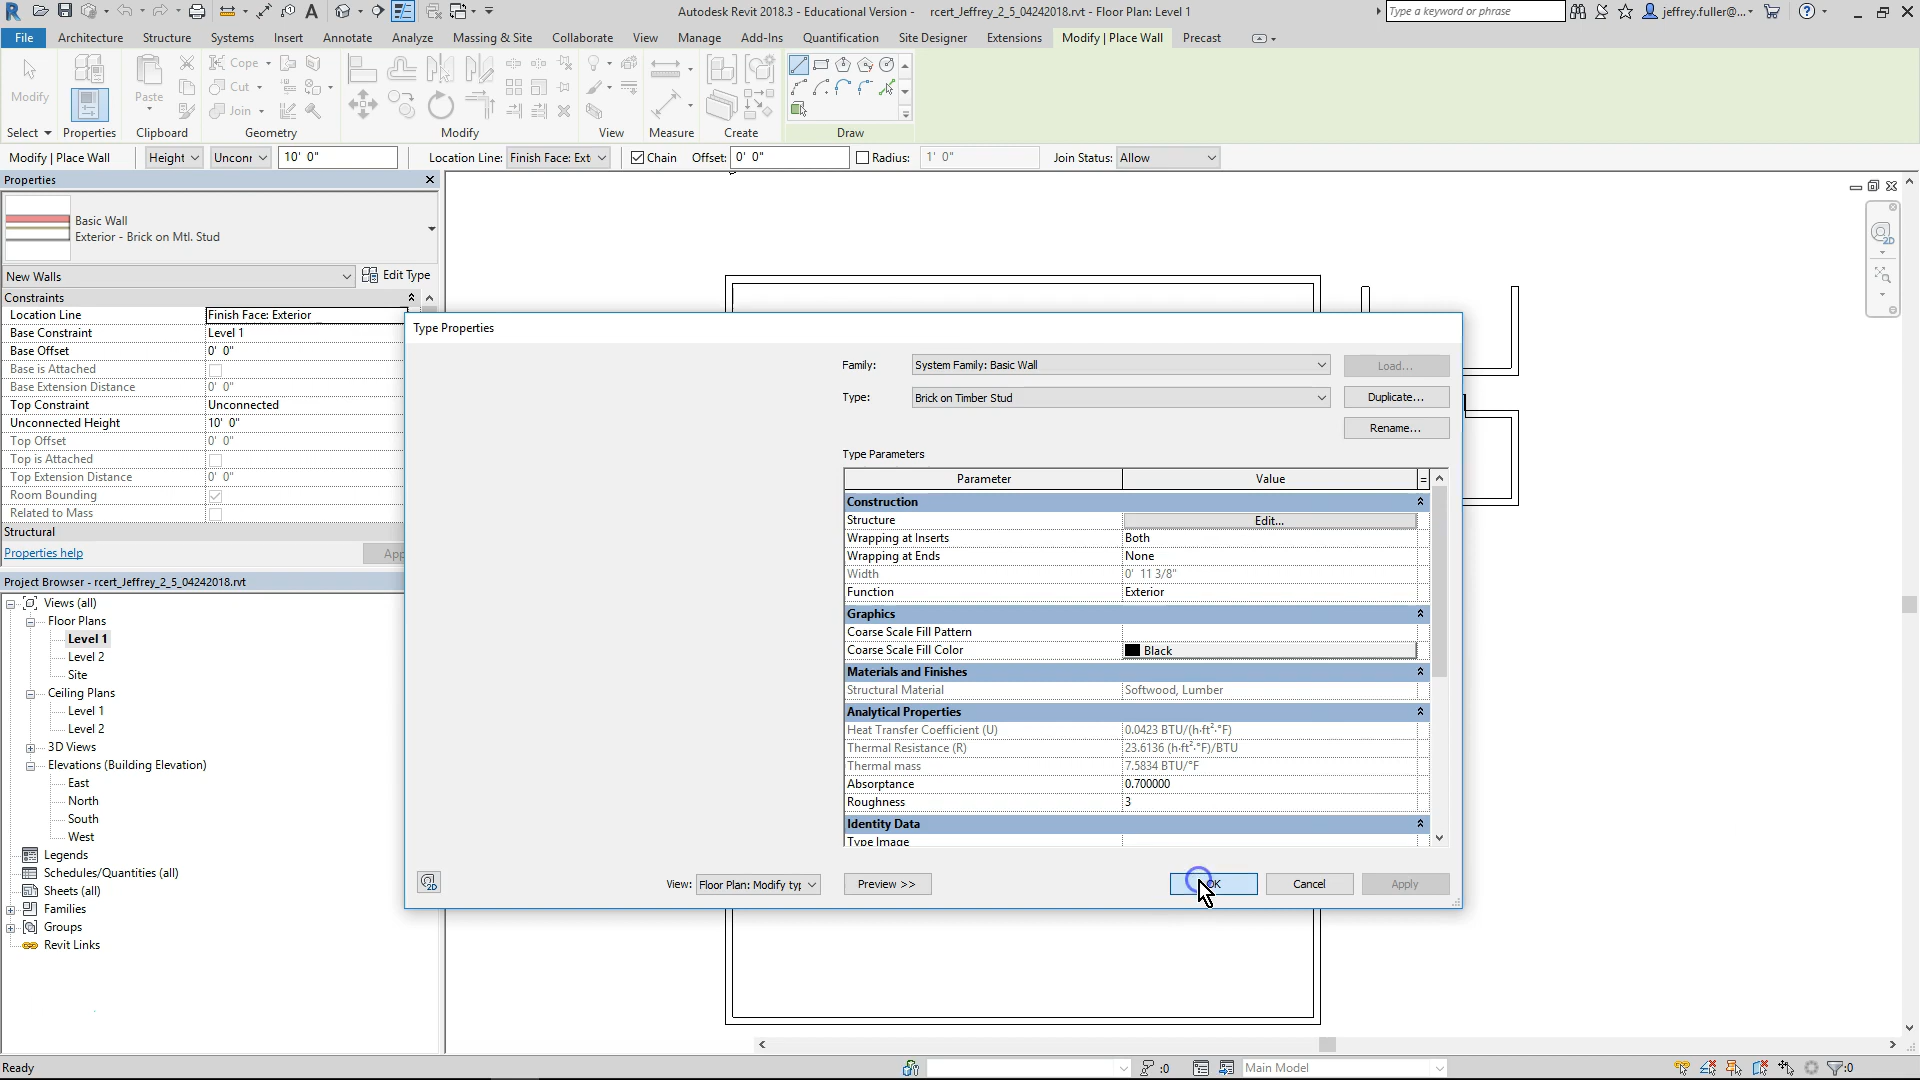 Autodesk Revit 2018.3 - Educational Version - rcert_Jeffrey_2_5_04242018.rvt - Floor Plan: Level 1
Type a keyword or phrase
jeffrey.fuller@...
File Architecture Structure Systems Insert Annotate Analyze Massing & Site Collaborate View Manage Add-Ins Quantification Site Designer Extensions Modify | Place Wall Precast
Modify Paste Cope Cut Join
Select Properties Clipboard Geometry Modify View Measure Create Draw
Modify | Place Wall Height Uncon 10' 0" Location Line: Finish Face: Ext Chain Offset: 0' 0" Radius: 1' 0" Join Status: Allow
Properties
Basic Wall
Exterior - Brick on Mtl. Stud
New Walls Edit Type
Constraints
Location Line Finish Face: Exterior
Base Constraint Level 1
Base Offset 0' 0"
Base is Attached
Base Extension Distance 0' 0"
Top Constraint Unconnected
Unconnected Height 10' 0"
Top Offset 0' 0"
Top is Attached
Top Extension Distance 0' 0"
Room Bounding
Related to Mass
Structural
Properties help App
Project Browser - rcert_Jeffrey_2_5_04242018.rvt
Views (all)
Floor Plans
Level 1
Level 2
Site
Ceiling Plans
Level 1
Level 2
3D Views
Elevations (Building Elevation)
East
North
South
West
Legends
Schedules/Quantities (all)
Sheets (all)
Families
Groups
Revit Links
Type Properties
Family: System Family: Basic Wall Load...
Type: Brick on Timber Stud Duplicate...
Rename...
Type Parameters
Parameter Value =
Construction
Structure Edit...
Wrapping at Inserts Both
Wrapping at Ends None
Width 0' 11 3/8"
Function Exterior
Graphics
Coarse Scale Fill Pattern
Coarse Scale Fill Color Black
Materials and Finishes
Structural Material Softwood, Lumber
Analytical Properties
Heat Transfer Coefficient (U) 0.0423 BTU/(h·ft²·°F)
Thermal Resistance (R) 23.6136 (h·ft²·°F)/BTU
Thermal mass 7.5834 BTU/°F
Absorptance 0.700000
Roughness 3
Identity Data
Type Image
View: Floor Plan: Modify typ Preview >> OK Cancel Apply
Ready :0 Main Model :0